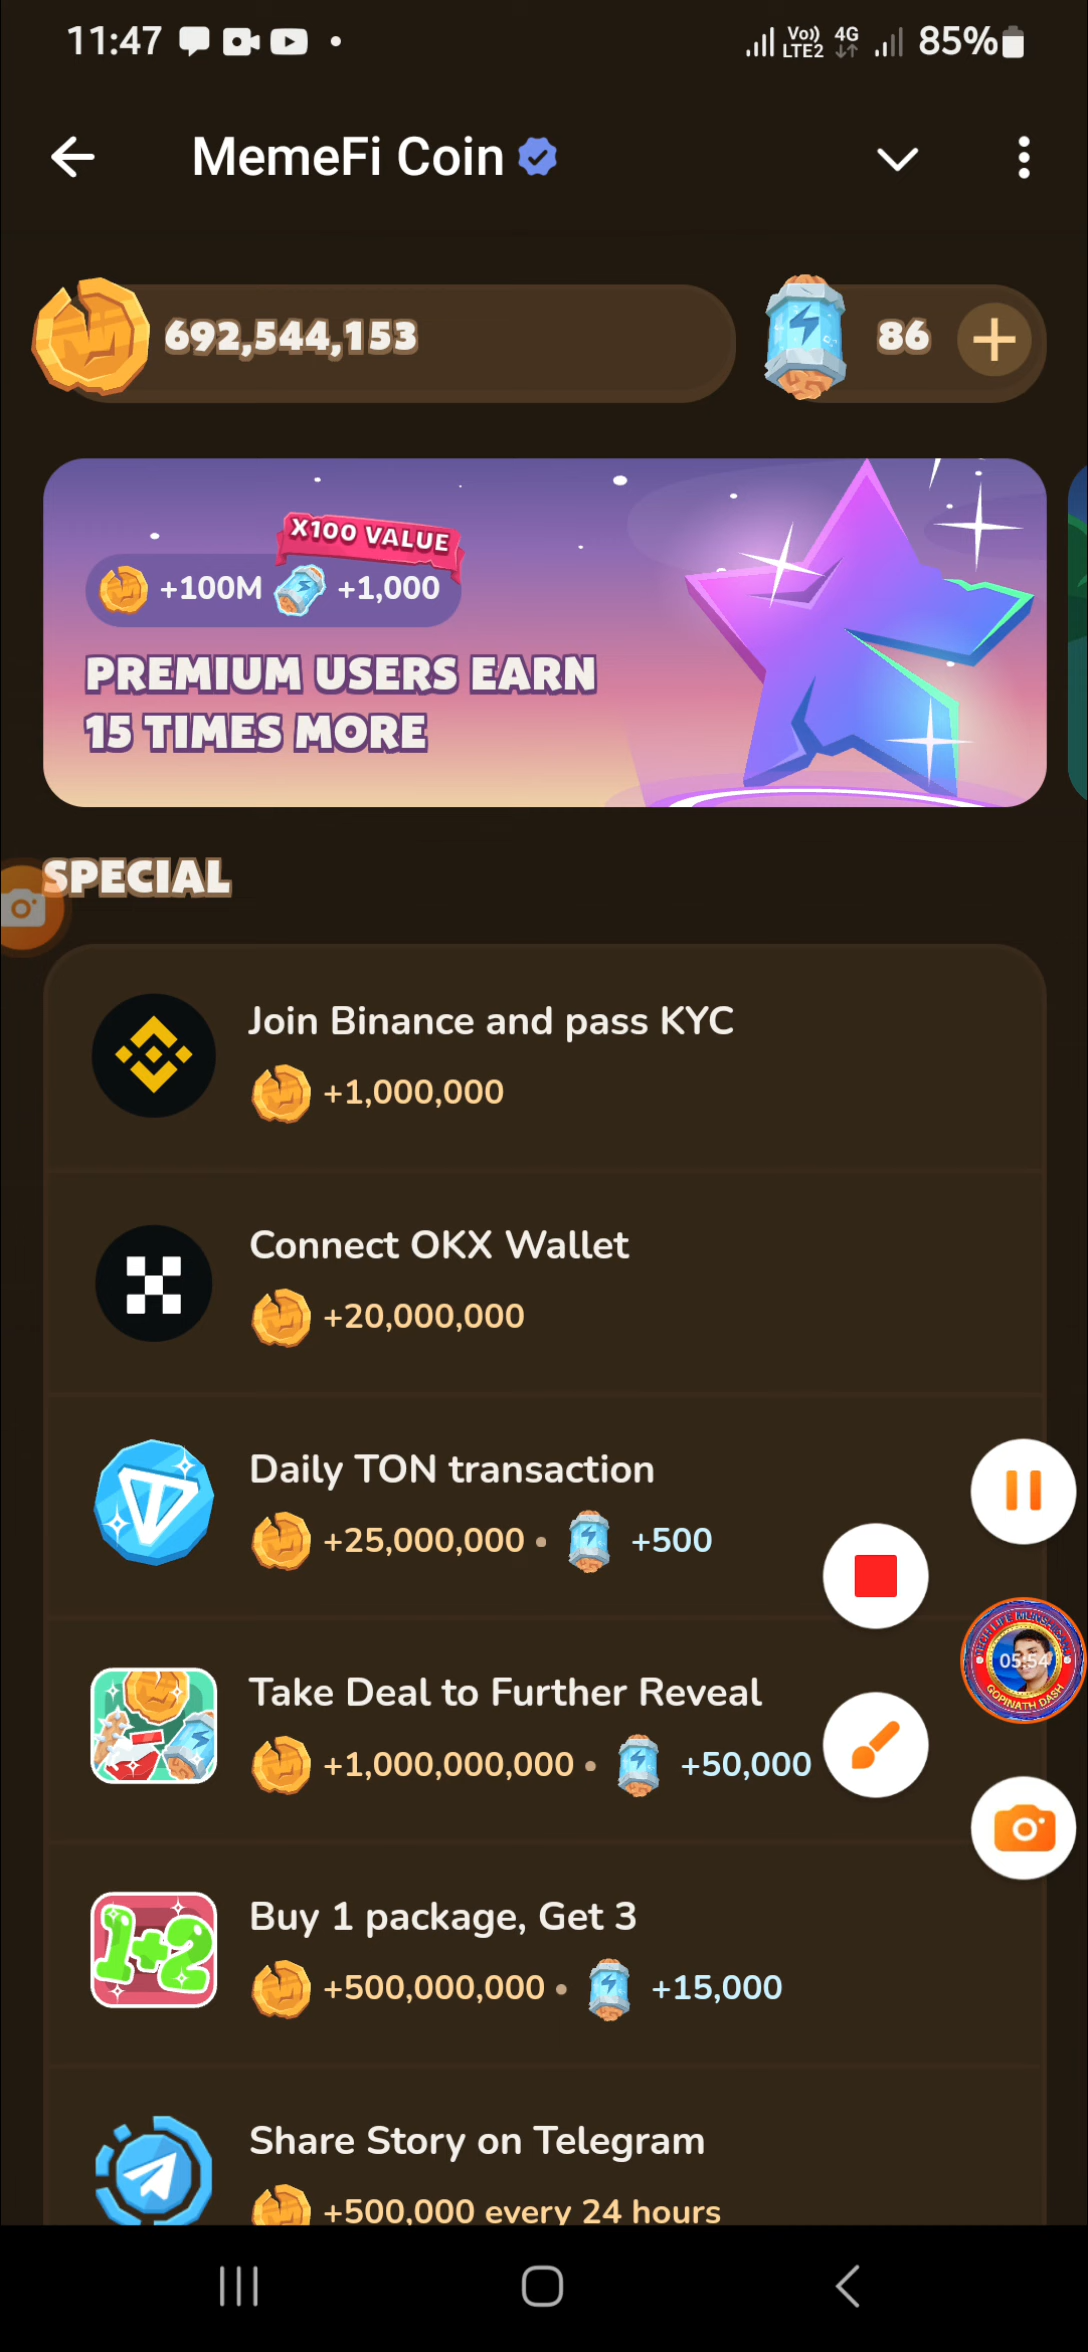 11:47
Vo))
LTE2
4G
85%
MemeFi Coin
692,544,153
86
X100 VALUE
+100M
+1,000
PREMIUM USERS EARN
15 TIMES MORE
SPECIAL
Join Binance and pass KYC
+1,000,000
Connect OKX Wallet
+20,000,000
Daily TON transaction
+25,000,000 • +500
05:54
GOPINATH DASH
Take Deal to Further Reveal
+1,000,000,000 • +50,000
1+2
Buy 1 package, Get 3
+500,000,000 • +15,000
Share Story on Telegram
+500,000 every 24 hours